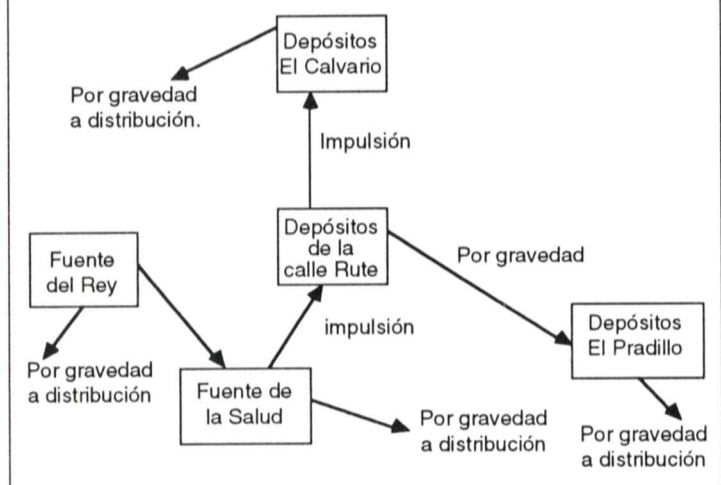 Depósitos
El Calvario
Por gravedad
a distribución.
Impulsión
Depósitos
de la
calle Rute
Por gravedad
Fuente
del Rey
impulsión
Depósitos
El Pradillo
Por gravedad
a distribución
Fuente de
la Salud
Por gravedad
a distribución
Por gravedad
a distribución